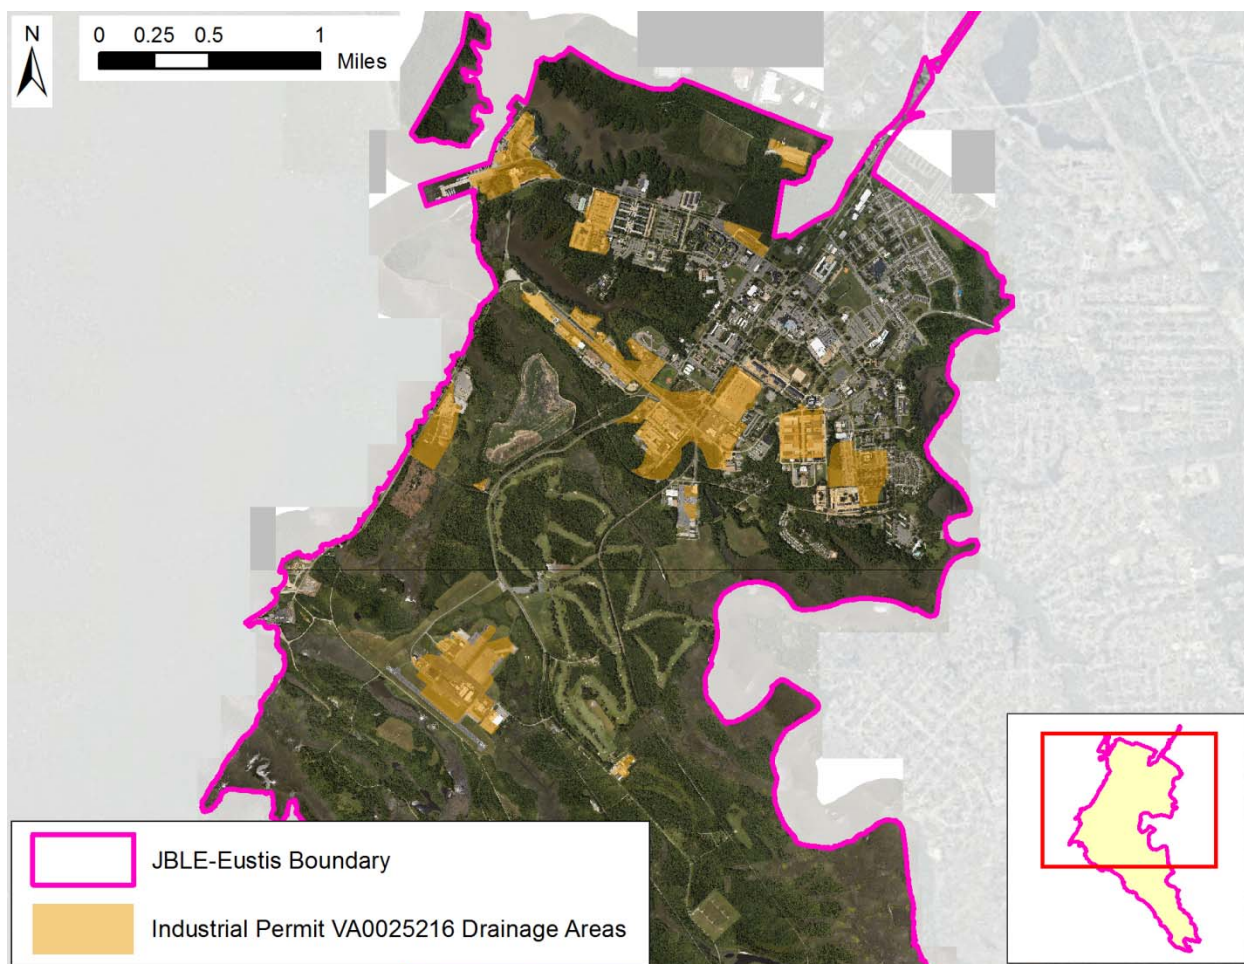 N
0 0.25 0.5 1
Miles
JBLE-Eustis Boundary
Industrial Permit VA0025216 Drainage Areas